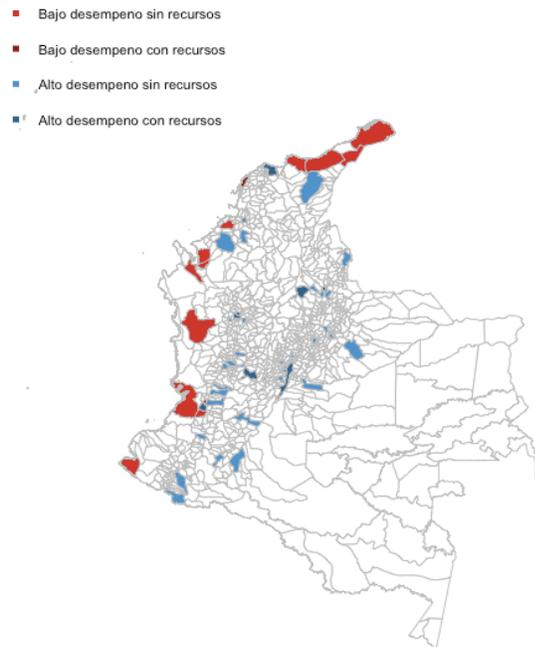 Bajo desempeno sin recursos
Bajo desempeno con recursos
Alto desempeno sin recursos
Alto desempeno con recursos